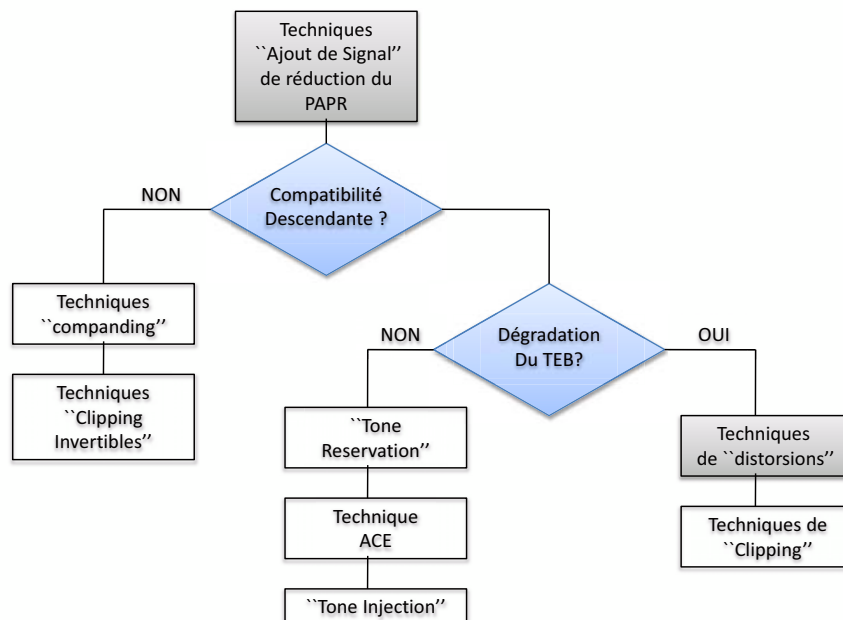 Techniques
``Ajout de Signal’’
de réduction du
PAPR
NON
Compatibilité
Descendante ?
Techniques
``companding’’
Techniques
``Clipping
Invertibles’’
NON
Dégradation
Du TEB?
OUI
``Tone
Reservation’’
Technique
ACE
``Tone Injection’’
Techniques
de ``distorsions’’
Techniques de
``Clipping’’